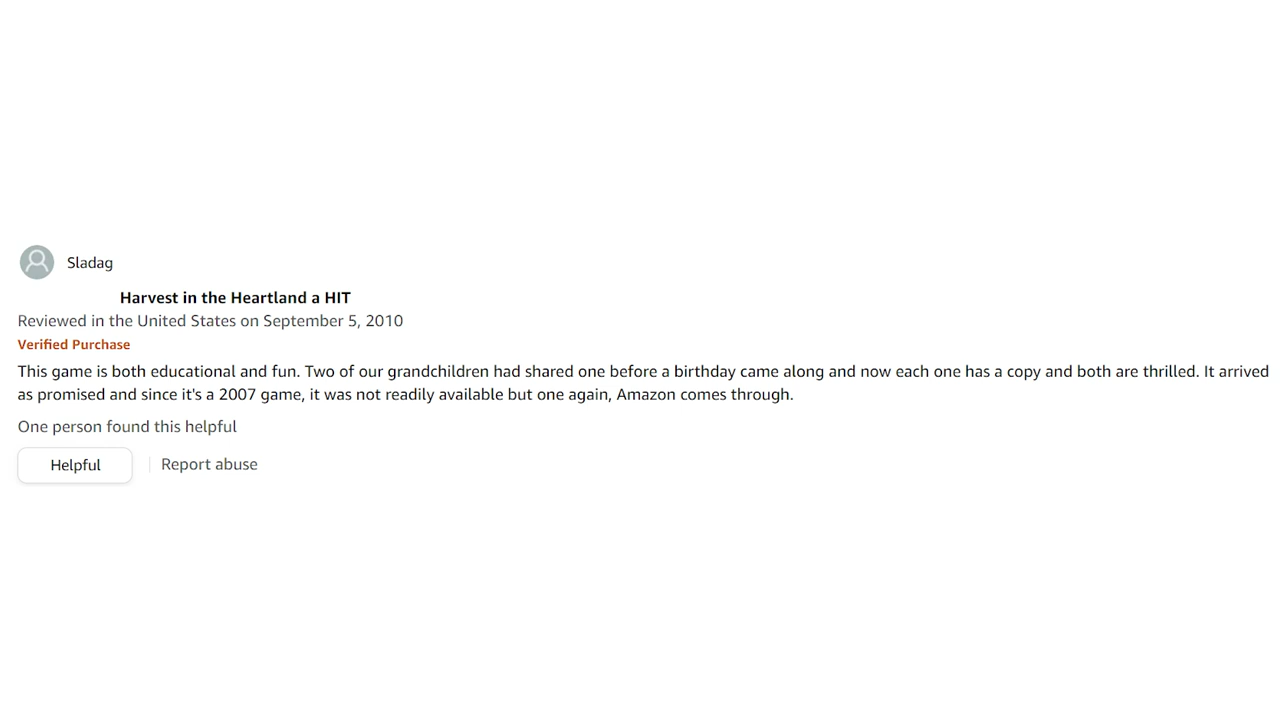 Sladag
Harvest in the Heartland a HIT
Reviewed in the United States on September 5, 2010
Verified Purchase
This game is both educational and fun. Two of our grandchildren had shared one before a birthday came along and now each one has a copy and both are thrilled. It arrived
as promised and since it's a 2007 game, it was not readily available but one again, Amazon comes through.
One person found this helpful
Helpful
Report abuse